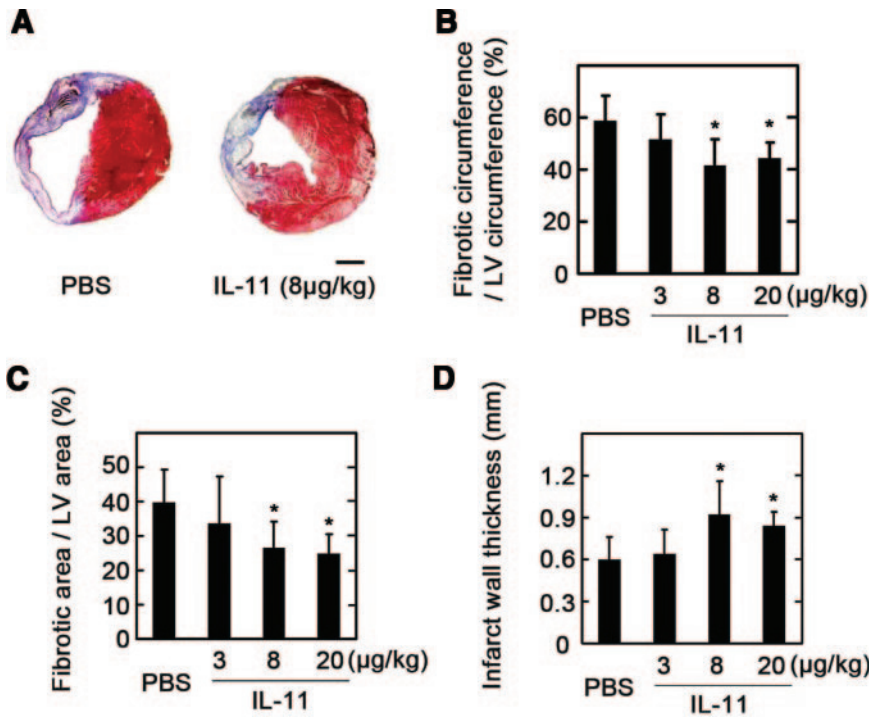 A
PBS
IL-11 (8μg/kg)
B
Fibrotic circumference
/ LV circumference (%)
60
40
20
0
*
*
PBS
3
8
20 (μg/kg)
IL-11
C
Fibrotic area / LV area (%)
50
40
30
20
10
0
*
*
PBS
3
8
20 (μg/kg)
IL-11
D
Infarct wall thickness (mm)
1.2
0.9
0.6
0.3
0
*
*
PBS
3
8
20 (μg/kg)
IL-11